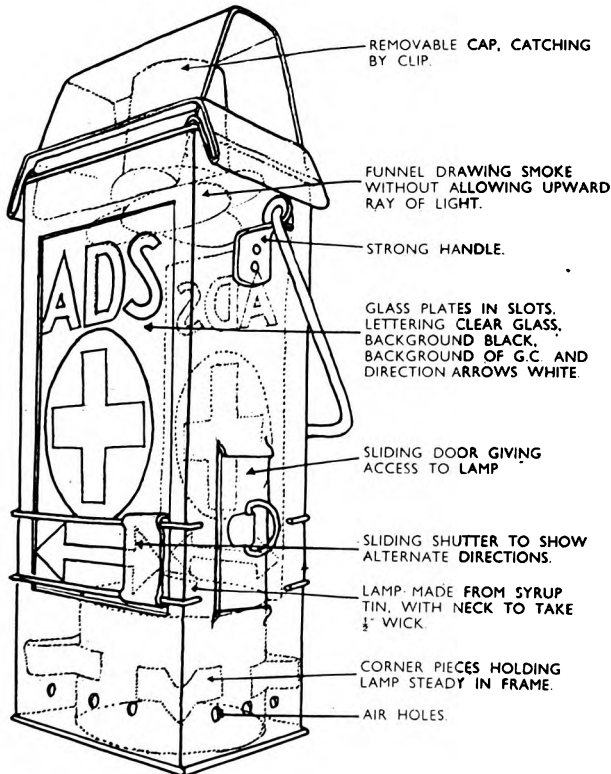 REMOVABLE CAP, CATCHING
BY CLIP.
FUNNEL DRAWING SMOKE
WITHOUT ALLOWING UPWARD
RAY OF LIGHT.
STRONG HANDLE.
ADS
ADS
GLASS PLATES IN SLOTS,
LETTERING CLEAR GLASS,
BACKGROUND BLACK,
BACKGROUND OF G.C. AND
DIRECTION ARROWS WHITE.
SLIDING DOOR GIVING
ACCESS TO LAMP
SLIDING SHUTTER TO SHOW
ALTERNATE DIRECTIONS.
LAMP MADE FROM SYRUP
TIN, WITH NECK TO TAKE
½" WICK.
CORNER PIECES HOLDING
LAMP STEADY IN FRAME.
AIR HOLES.